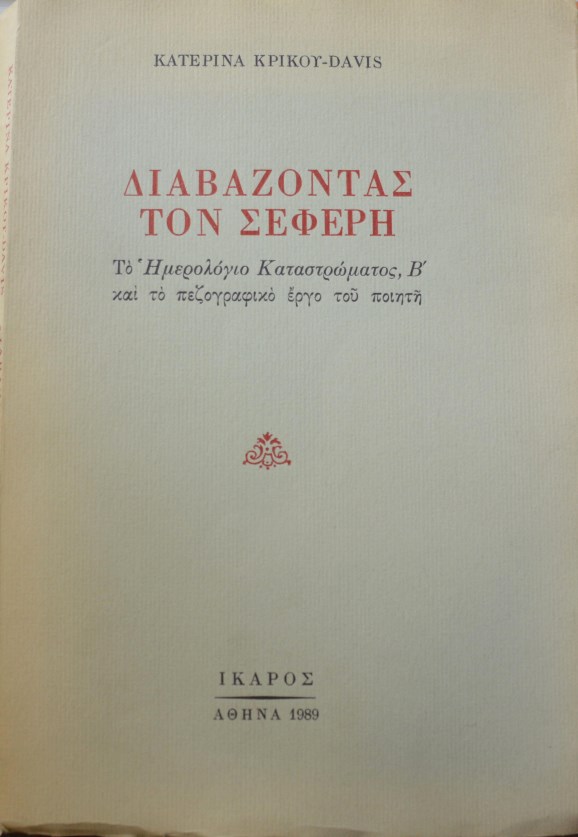 ΚΑΤΕΡΙΝΑ ΚΡΙΚΟΥ-DAVIS
ΔΙΑΒΑΖΟΝΤΑΣ
ΤΟΝ ΣΕΦΕΡΗ
Τὸ Ἡμερολόγιο Καταστρώματος, Β′
καὶ τὸ πεζογραφικὸ ἔργο τοῦ ποιητῆ
ΙΚΑΡΟΣ
ΑΘΗΝΑ 1989